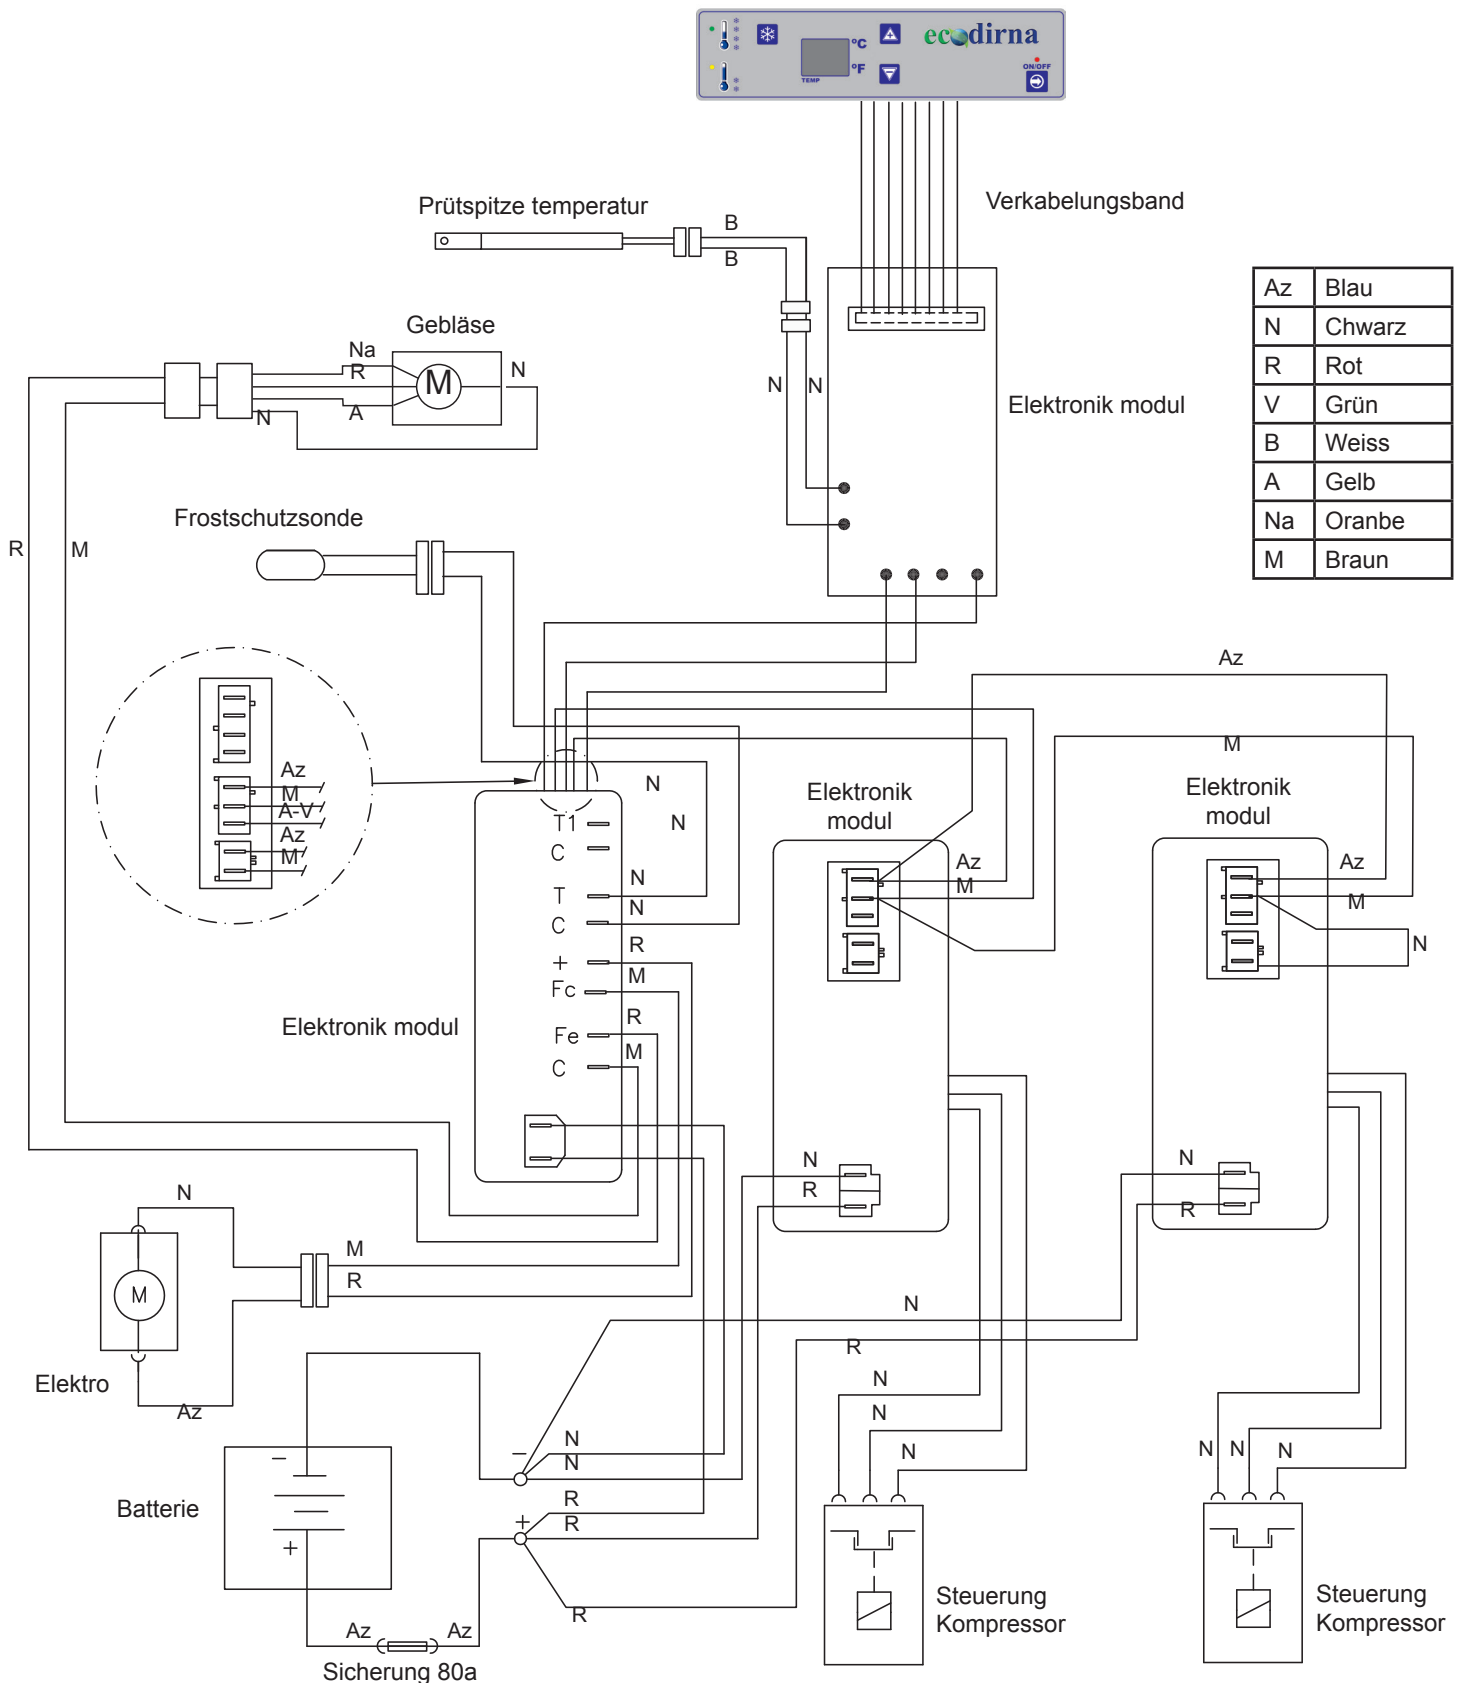 ecodirna
°C
°F
TEMP
ON/OFF
Verkabelungsband
Prütspitze temperatur
B
B
Az Blau
N Chwarz
R Rot
V Grün
B Weiss
A Gelb
Na Oranbe
M Braun
Gebläse
Na
R
A
N
N
M
N
N
Elektronik modul
Frostschutzsonde
R
M
Az
M
A-V
Az
M
Az
M
N
N
T1
C
T
C
+
Fc
Fe
C
N
N
R
M
R
M
Elektronik modul
Elektronik
modul
Az
M
Elektronik
modul
Az
M
N
N
R
N
R
N
M
Az
Elektro
M
R
N
R
Batterie
−
+
−
N
N
+
R
R
R
Az
Az
Sicherung 80a
N
N
N
Steuerung
Kompressor
N
N
N
Steuerung
Kompressor